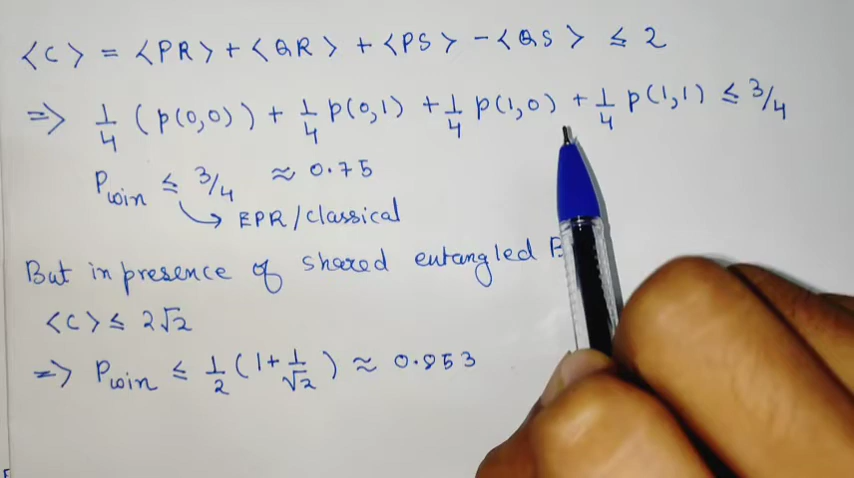 ⟨C⟩ = ⟨PR⟩ + ⟨QR⟩ + ⟨PS⟩ - ⟨QS⟩ ≤ 2
⇒ 1/4 (p(0,0)) + 1/4 p(0,1) + 1/4 p(1,0) + 1/4 p(1,1) ≤ 3/4
Pwin ≤ 3/4 ≈ 0.75
↳ EPR/classical
But in presence of shared entangled
⟨C⟩ ≤ 2√2
⇒ Pwin ≤ 1/2 (1 + 1/√2) ≈ 0.853